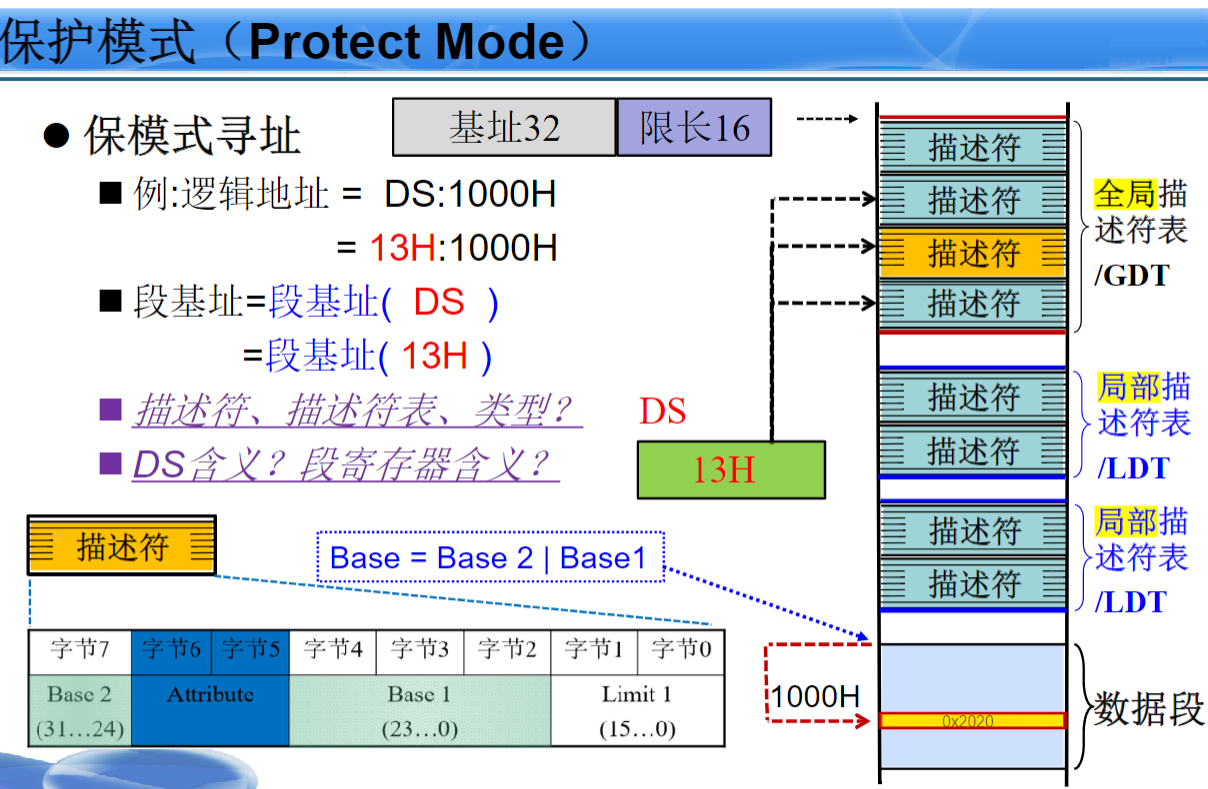 保护模式（Protect Mode）
● 保模式寻址
基址32 限长16
■ 例:逻辑地址 = DS:1000H
= 13H:1000H
■ 段基址=段基址( DS )
=段基址( 13H )
■ 描述符、描述符表、类型？
■ DS含义？段寄存器含义？
DS
13H
描述符
描述符
描述符
描述符
全局描
述符表
/GDT
描述符
描述符
局部描
述符表
/LDT
描述符
描述符
局部描
述符表
/LDT
描述符
Base = Base 2 | Base1
字节7 字节6 字节5 字节4 字节3 字节2 字节1 字节0
Base 2 Attribute Base 1 Limit 1
(31…24) (23…0) (15…0)
1000H
0x2020
数据段